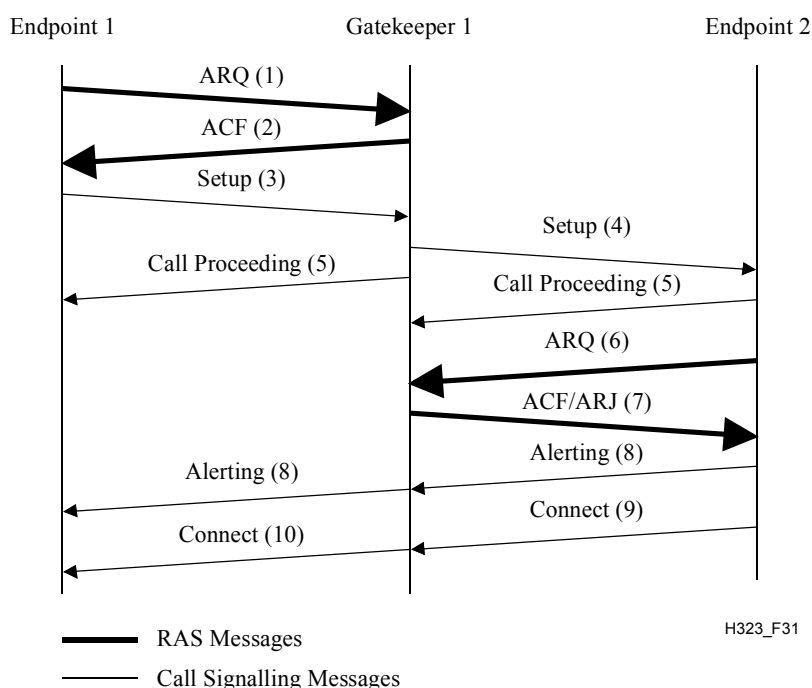 Endpoint 1 Gatekeeper 1 Endpoint 2
ARQ (1)
ACF (2)
Setup (3)
Setup (4)
Call Proceeding (5)
Call Proceeding (5)
ARQ (6)
ACF/ARJ (7)
Alerting (8)
Alerting (8)
Connect (9)
Connect (10)
H323_F31
RAS Messages
Call Signalling Messages